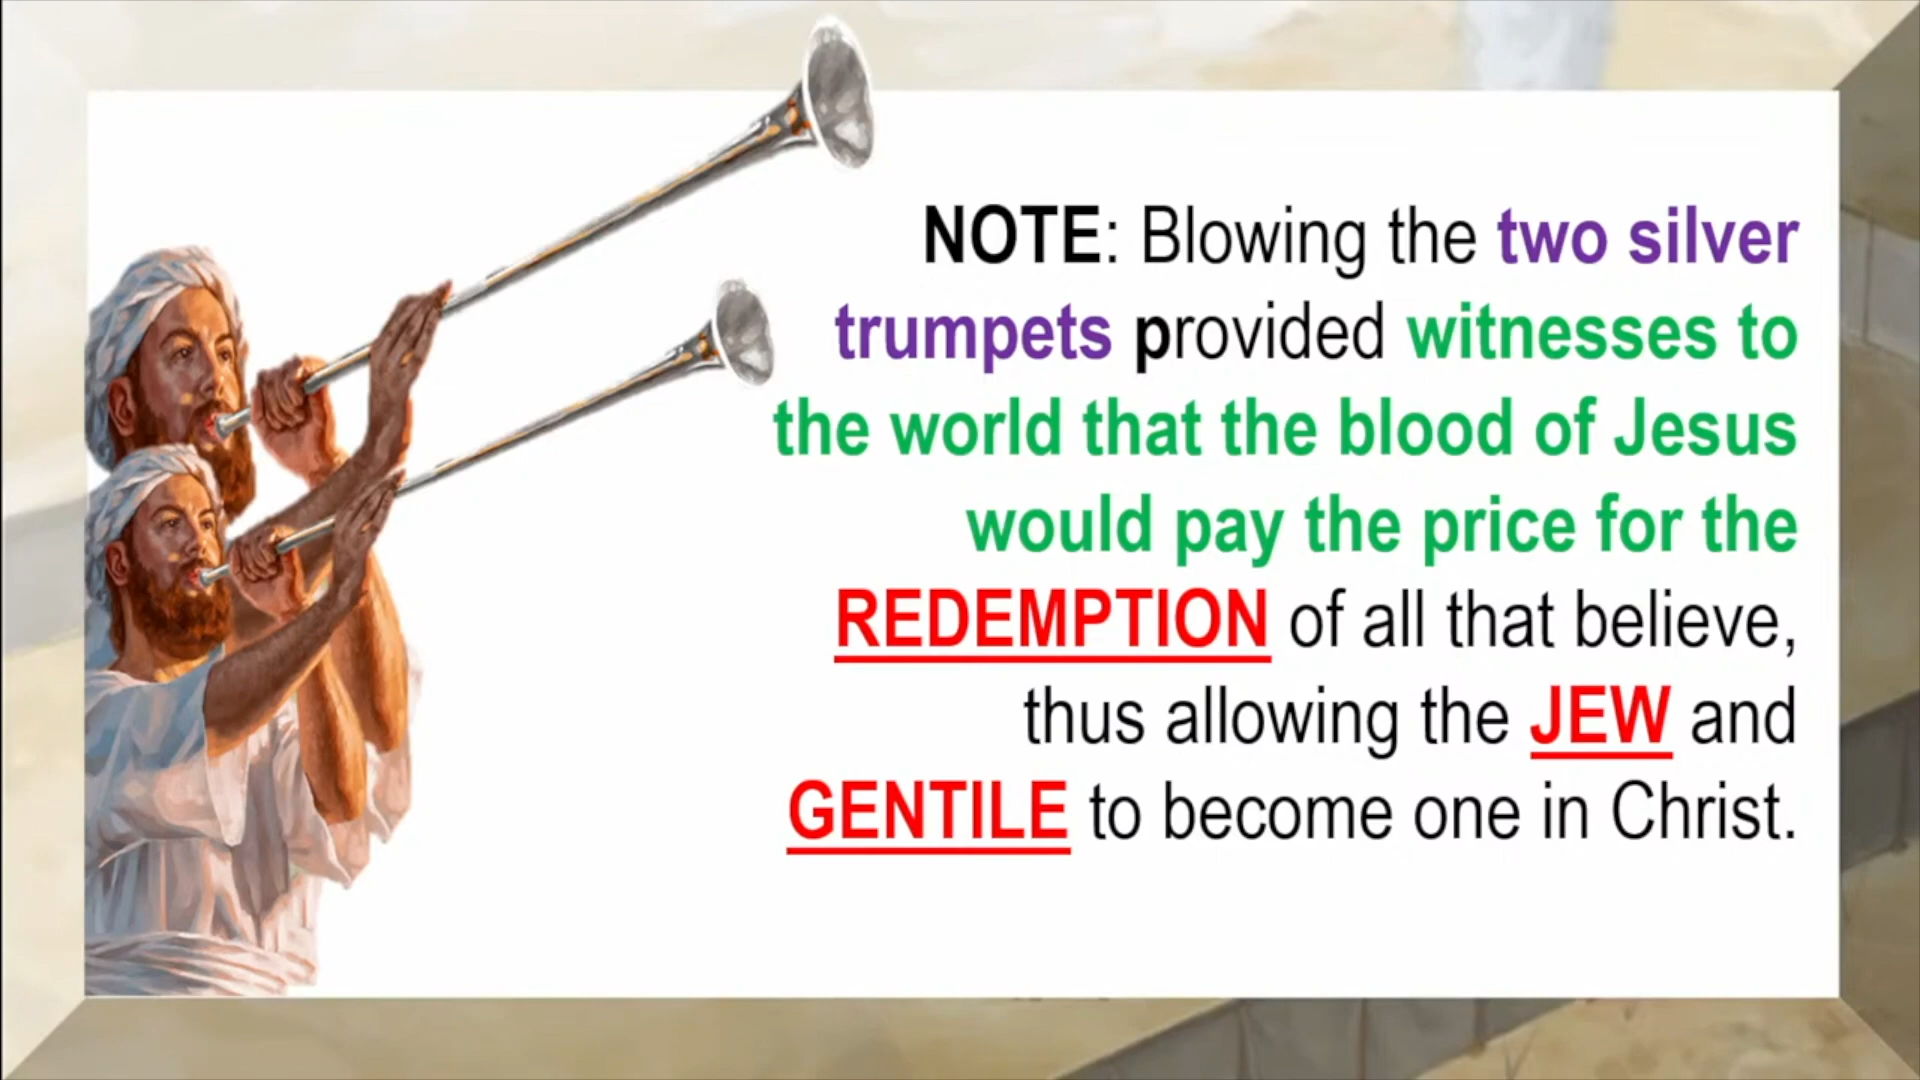 NOTE: Blowing the two silver
trumpets provided witnesses to
the world that the blood of Jesus
would pay the price for the
REDEMPTION of all that believe,
thus allowing the JEW and
GENTILE to become one in Christ.